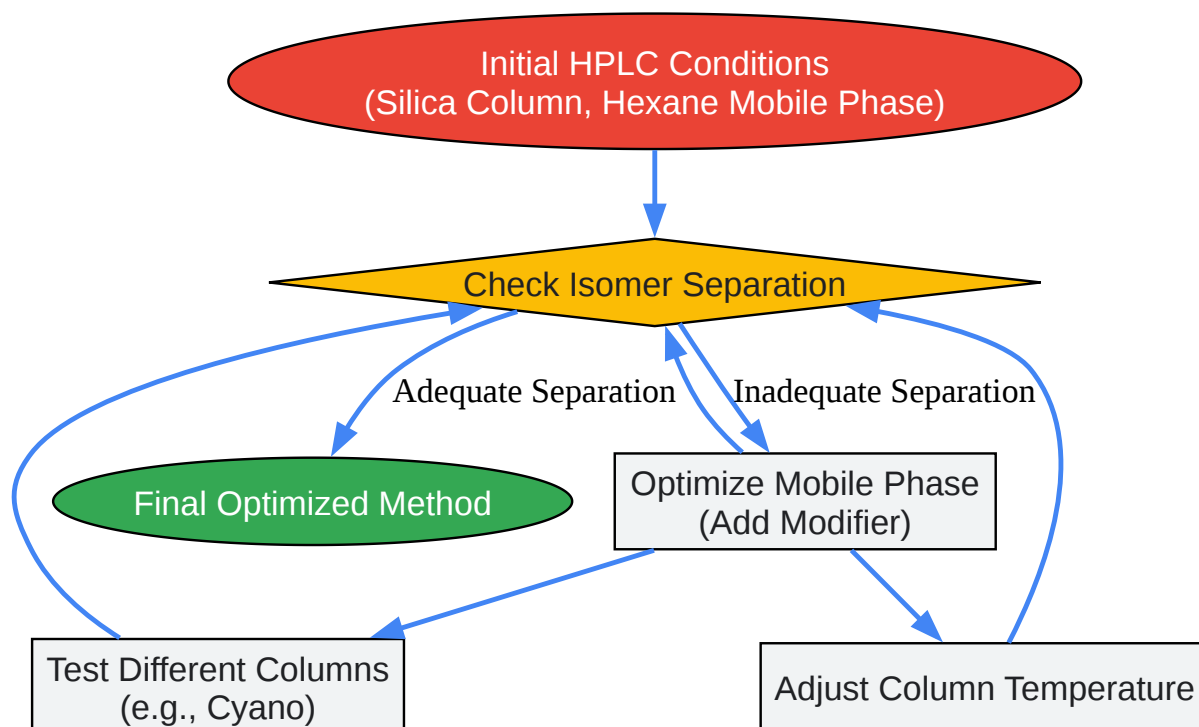 Initial HPLC Conditions
(Silica Column, Hexane Mobile Phase)
Check Isomer Separation
Adequate Separation
Inadequate Separation
Final Optimized Method
Optimize Mobile Phase
(Add Modifier)
Test Different Columns
(e.g., Cyano)
Adjust Column Temperature